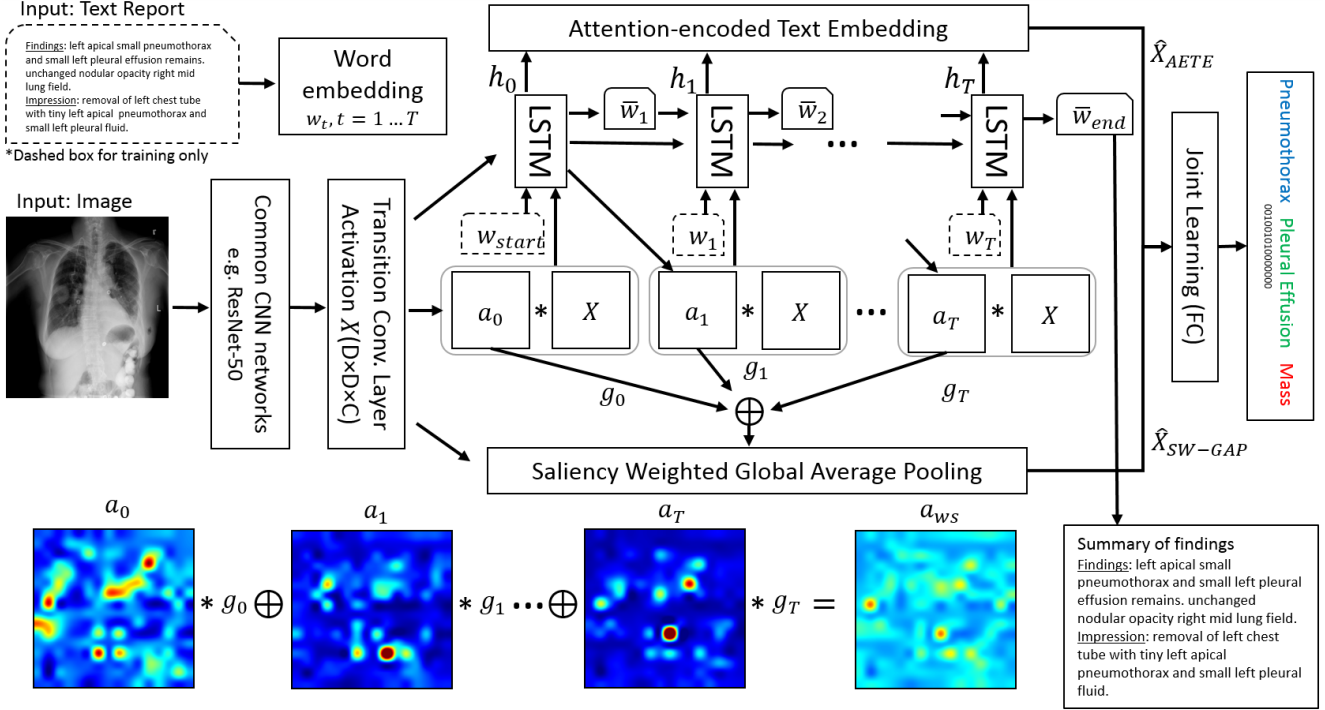 Input: Text Report
Findings: left apical small pneumothorax
and small left pleural effusion remains.
unchanged nodular opacity right mid
lung field.
Impression: removal of left chest tube
with tiny left apical pneumothorax and
small left pleural fluid.
*Dashed box for training only
Word
embedding
w_t, t = 1 … T
Input: Image
r
L
Common CNN networks
e.g. ResNet-50
Transition Conv. Layer
Activation X(D×D×C)
Attention-encoded Text Embedding
h_0
h_1
h_T
LSTM
w̅_1
LSTM
w̅_2
...
LSTM
w̅_end
w_start
w_1
w_T
a_0 * X
a_1 * X
...
a_T * X
g_0
g_1
g_T
⊕
Saliency Weighted Global Average Pooling
X̂_AETE
X̂_SW−GAP
Joint Learning (FC)
Pneumothorax Pleural Effusion Mass
001001010000000
a_0
a_1
a_T
a_ws
* g_0 ⊕ * g_1 ... ⊕ * g_T =
Summary of findings
Findings: left apical small
pneumothorax and small left pleural
effusion remains. unchanged
nodular opacity right mid lung field.
Impression: removal of left chest
tube with tiny left apical
pneumothorax and small left pleural
fluid.